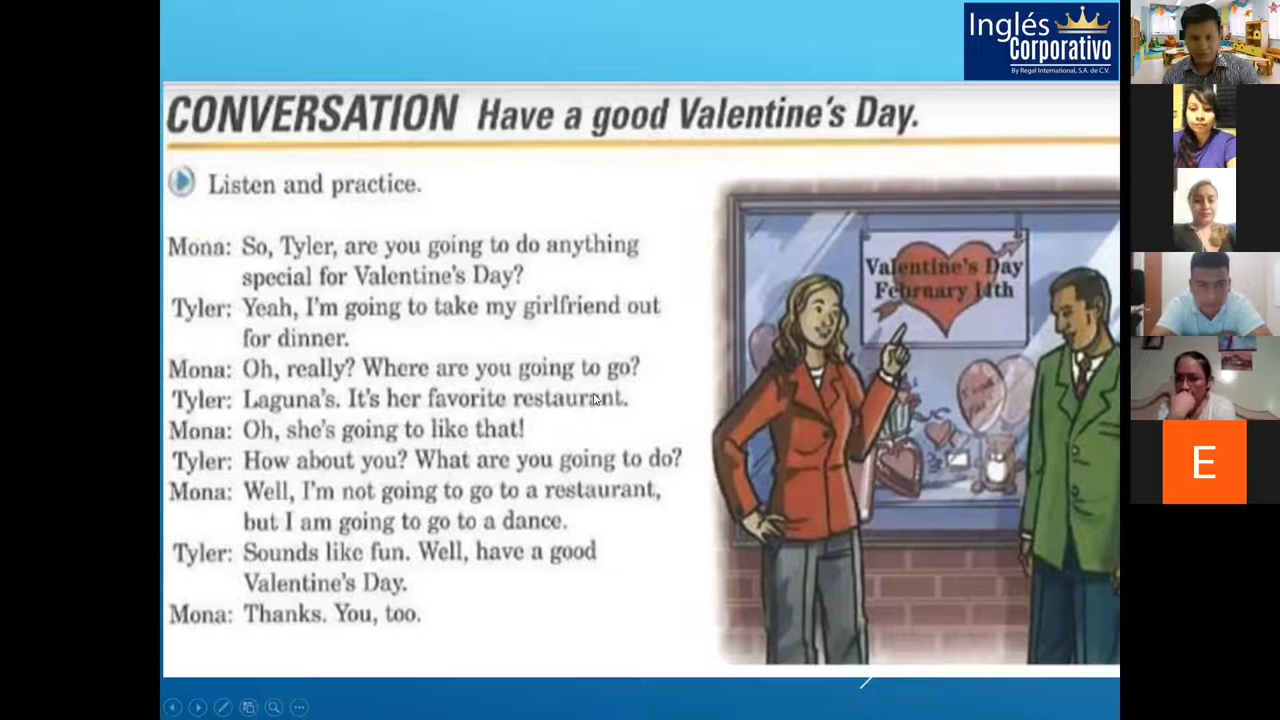 Inglés
Corporativo
By Regal International, S.A. de C.V.
CONVERSATION Have a good Valentine's Day.
Listen and practice.
Mona: So, Tyler, are you going to do anything
special for Valentine's Day?
Tyler: Yeah, I'm going to take my girlfriend out
for dinner.
Mona: Oh, really? Where are you going to go?
Tyler: Laguna's. It's her favorite restaurant.
Mona: Oh, she's going to like that!
Tyler: How about you? What are you going to do?
Mona: Well, I'm not going to go to a restaurant,
but I am going to go to a dance.
Tyler: Sounds like fun. Well, have a good
Valentine's Day.
Mona: Thanks. You, too.
Valentine's Day
February 14th
E